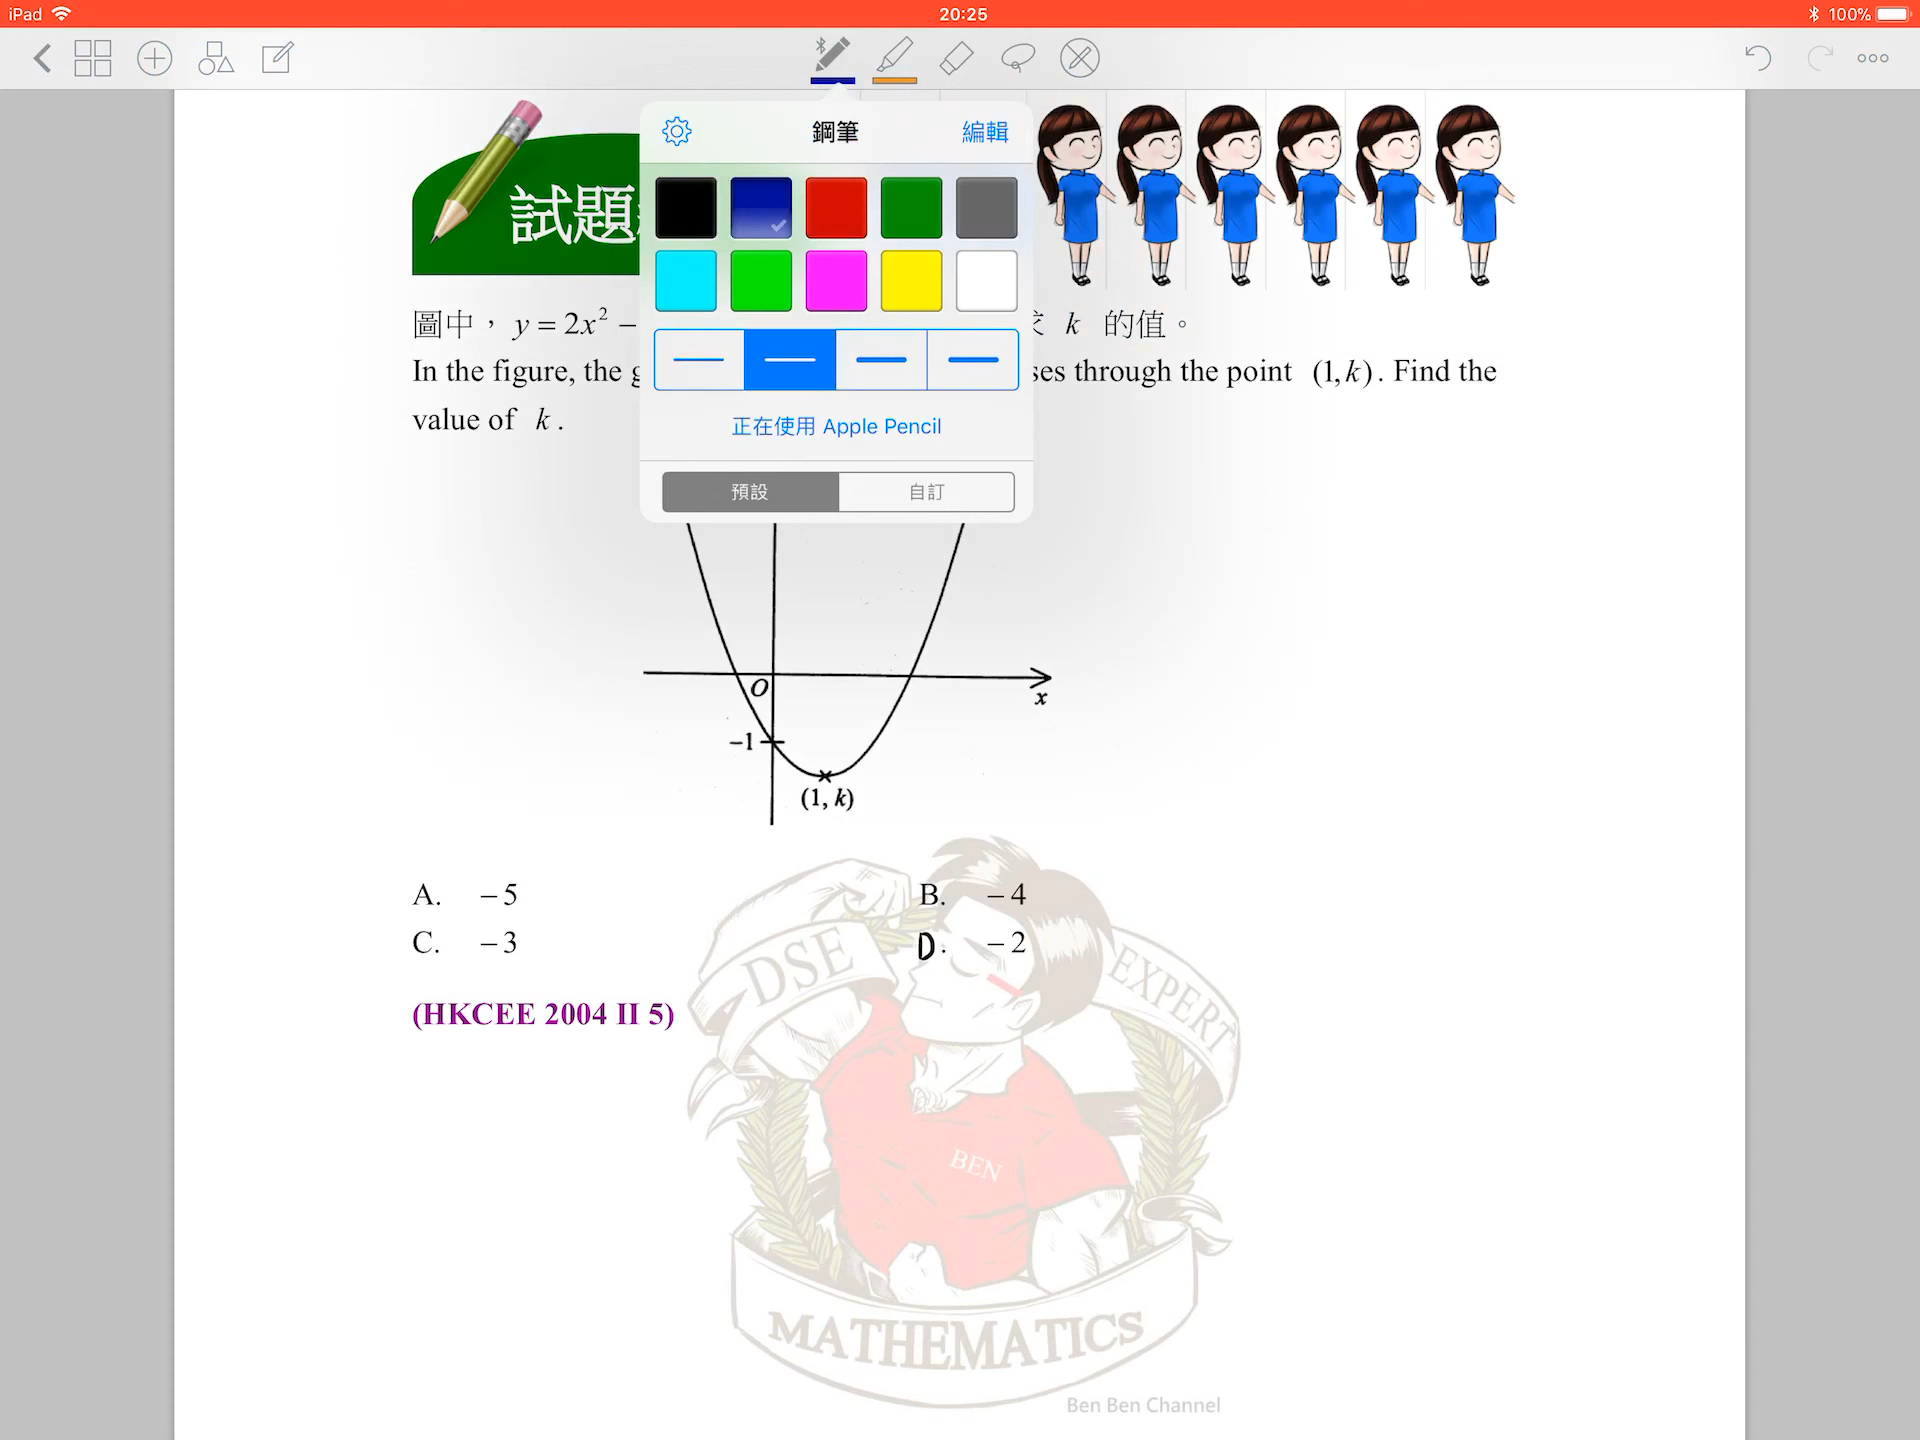 iPad 20:25 100%
試題
鋼筆 編輯
正在使用 Apple Pencil
預設 自訂
圖中，y = 2x² − k 的值。
In the figure, the through the point (1, k). Find the
value of k.
O
x
−1
(1, k)
A. −5 B. −4
C. −3 D. −2
(HKCEE 2004 II 5)
DSE EXPERT
BEN
MATHEMATICS
Ben Ben Channel